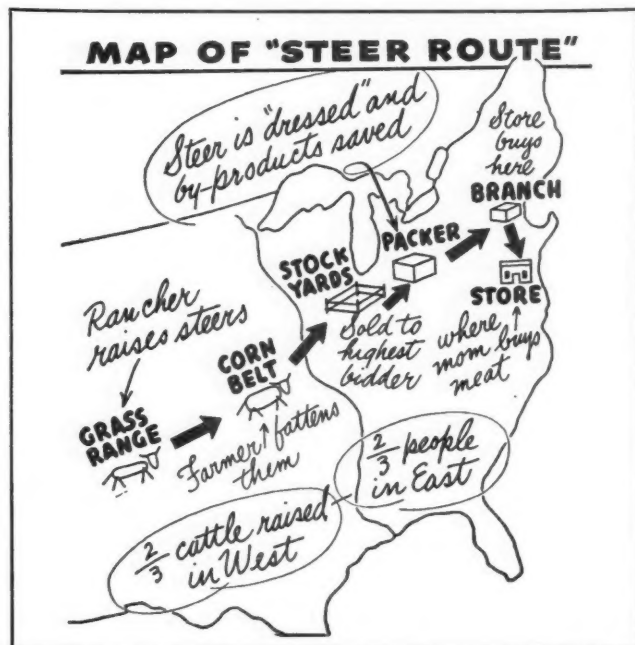 MAP OF "STEER ROUTE"
Steer is "dressed" and
by-products saved
Store
buys
here
BRANCH
PACKER
STOCK
YARDS
STORE
Rancher
raises steers
Sold to
highest
bidder
where
mom buys
meat
CORN
BELT
GRASS
RANGE
Farmer fattens
them
2/3 people
in East
2/3 cattle raised
in West